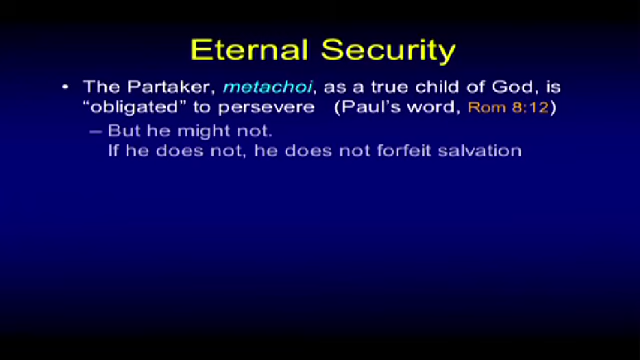 Eternal Security
• The Partaker, metachoi, as a true child of God, is
“obligated” to persevere (Paul’s word, Rom 8:12)
– But he might not.
If he does not, he does not forfeit salvation